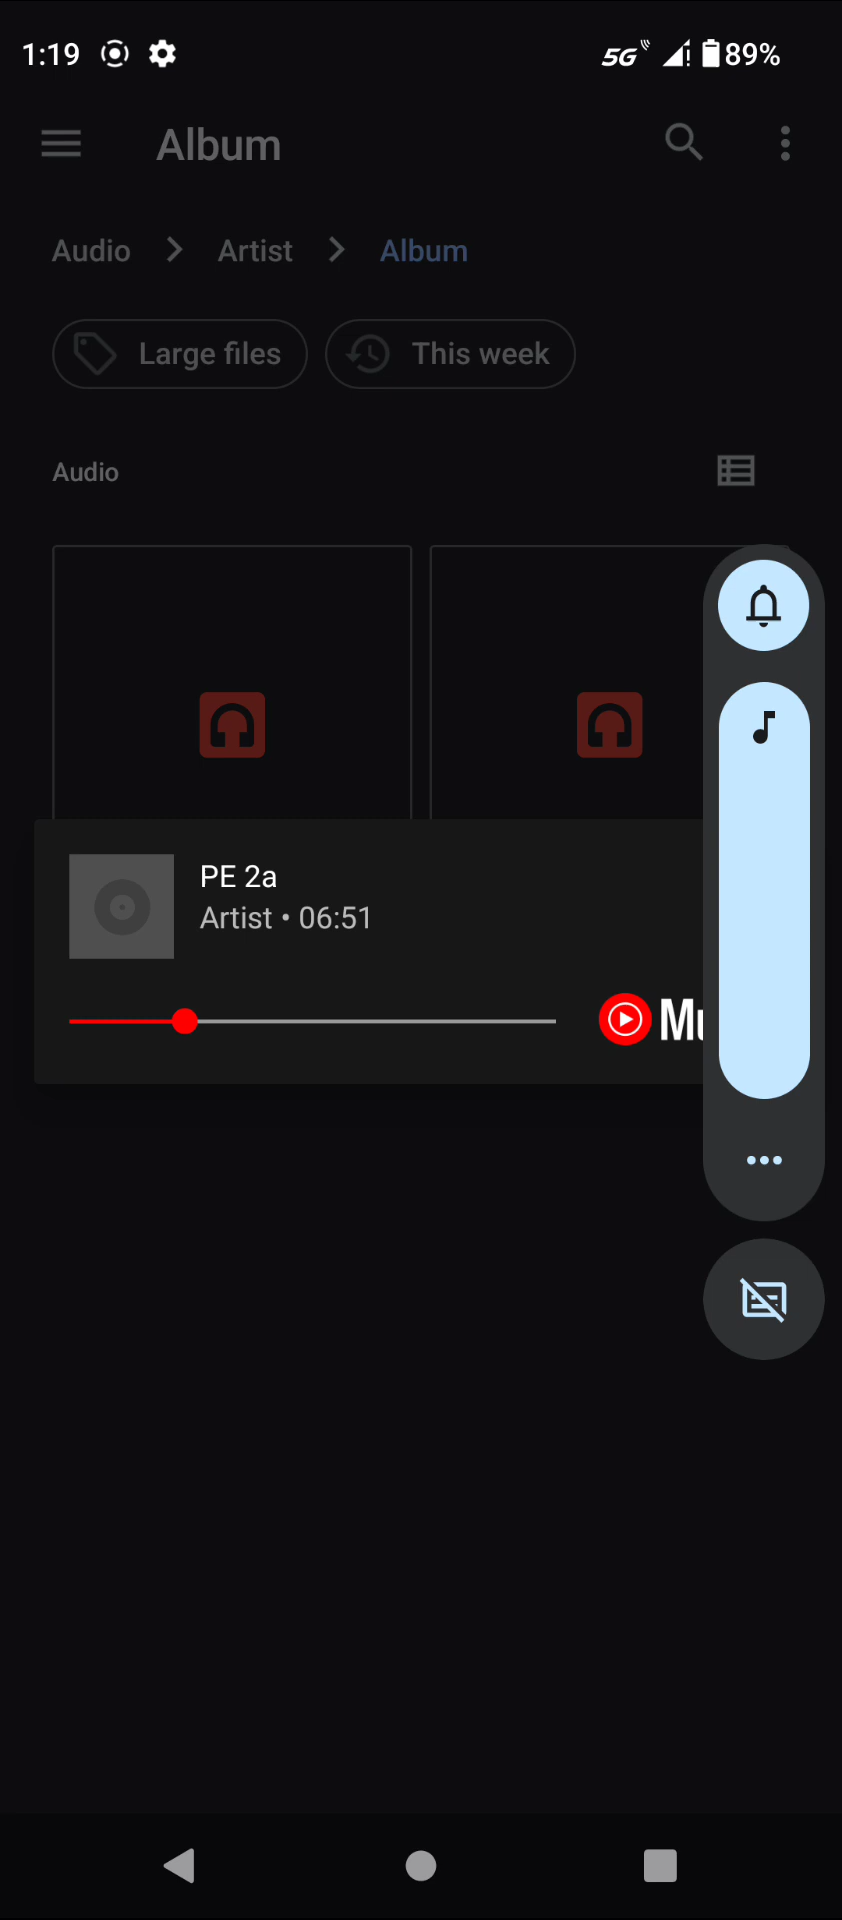 1:19 5G 89%
Album
Audio Artist Album
Large files This week
Audio
PE 2a
Artist • 06:51